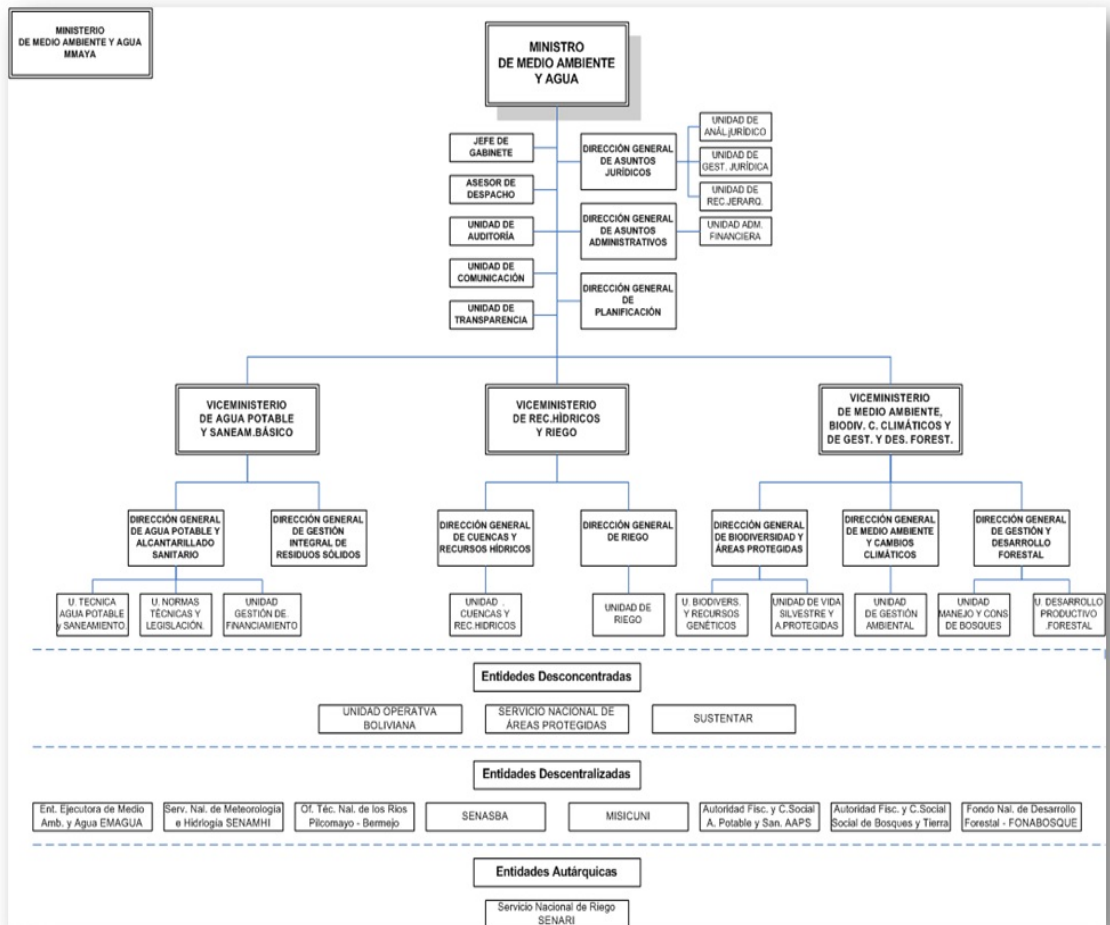 MINISTERIO
DE MEDIO AMBIENTE Y AGUA
MMAYA
MINISTRO
DE MEDIO AMBIENTE
Y AGUA
JEFE DE
GABINETE
ASESOR DE
DESPACHO
UNIDAD DE
AUDITORÍA
UNIDAD DE
COMUNICACIÓN
UNIDAD DE
TRANSPARENCIA
DIRECCIÓN GENERAL
DE ASUNTOS
JURÍDICOS
UNIDAD DE
ANÁL.jURÍDICO
UNIDAD DE
GEST. JURÍDICA
UNIDAD DE
REC.JERARQ.
DIRECCIÓN GENERAL
DE ASUNTOS
ADMINISTRATIVOS
UNIDAD ADM.
FINANCIERA
DIRECCIÓN GENERAL
DE
PLANIFICACIÓN
VICEMINISTERIO
DE AGUA POTABLE
Y SANEAM.BÁSICO
VICEMINISTERIO
DE REC.HÍDRICOS
Y RIEGO
VICEMINISTERIO
DE MEDIO AMBIENTE,
BIODIV. C. CLIMÁTICOS Y
DE GEST. Y DES. FOREST.
DIRECCIÓN GENERAL
DE AGUA POTABLE Y
ALCANTARILLADO
SANITARIO
DIRECCIÓN GENERAL
DE GESTIÓN
INTEGRAL DE
RESIDUOS SÓLIDOS
DIRECCIÓN GENERAL
DE CUENCAS Y
RECURSOS HÍDRICOS
DIRECCIÓN GENERAL
DE RIEGO
DIRECCIÓN GENERAL
DE BIODIVERSIDAD Y
ÁREAS PROTEGIDAS
DIRECCIÓN GENERAL
DE MEDIO AMBIENTE
Y CAMBIOS
CLIMÁTICOS
DIRECCIÓN GENERAL
DE GESTIÓN Y
DESARROLLO
FORESTAL
U. TECNICA
AGUA POTABLE
y SANEAMIENTO.
U. NORMAS
TÉCNICAS Y
LEGISLACIÓN.
UNIDAD
GESTIÓN DE.
FINANCIAMIENTO
UNIDAD .
CUENCAS Y
REC.HIDRICOS
UNIDAD DE
RIEGO
U. BIODIVERS.
Y RECURSOS
GENÉTICOS
UNIDAD DE VIDA
SILVESTRE Y
A.PROTEGIDAS
UNIDAD
DE GESTIÓN
AMBIENTAL
UNIDAD
MANEJO Y CONS
DE BOSQUES
U. DESARROLLO
PRODUCTIVO
.FORESTAL
Entidedes Desconcentradas
UNIDAD OPERATVA
BOLIVIANA
SERVICIO NACIONAL DE
ÁREAS PROTEGIDAS
SUSTENTAR
Entidades Descentralizadas
Ent. Ejecutora de Medio
Amb. y Agua EMAGUA
Serv. Nal. de Meteorología
e Hidrlogía SENAMHI
Of. Téc. Nal. de los Rios
Pilcomayo - Bermejo
SENASBA
MISICUNI
Autoridad Fisc. y C.Social
A. Potable y San. AAPS
Autoridad Fisc. y C.Social
Social de Bosques y Tierra
Fondo Nal. de Desarrollo
Forestal - FONABOSQUE
Entidades Autárquicas
Servicio Nacional de Riego
SENARI